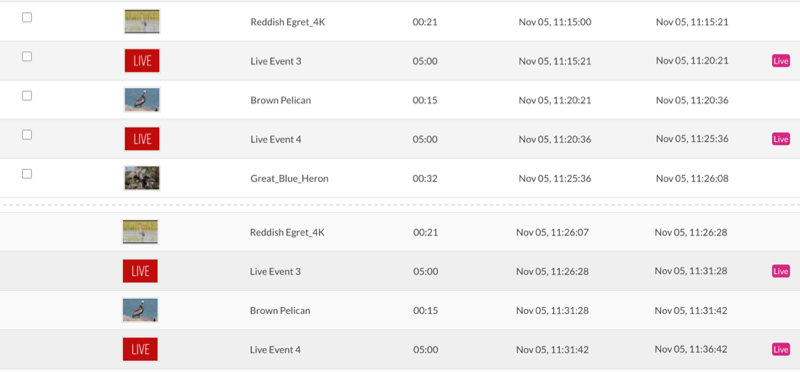 Reddish Egret_4K 00:21 Nov 05, 11:15:00 Nov 05, 11:15:21
LIVE Live Event 3 05:00 Nov 05, 11:15:21 Nov 05, 11:20:21 Live
Brown Pelican 00:15 Nov 05, 11:20:21 Nov 05, 11:20:36
LIVE Live Event 4 05:00 Nov 05, 11:20:36 Nov 05, 11:25:36 Live
Great_Blue_Heron 00:32 Nov 05, 11:25:36 Nov 05, 11:26:08
Reddish Egret_4K 00:21 Nov 05, 11:26:07 Nov 05, 11:26:28
LIVE Live Event 3 05:00 Nov 05, 11:26:28 Nov 05, 11:31:28 Live
Brown Pelican 00:15 Nov 05, 11:31:28 Nov 05, 11:31:42
LIVE Live Event 4 05:00 Nov 05, 11:31:42 Nov 05, 11:36:42 Live